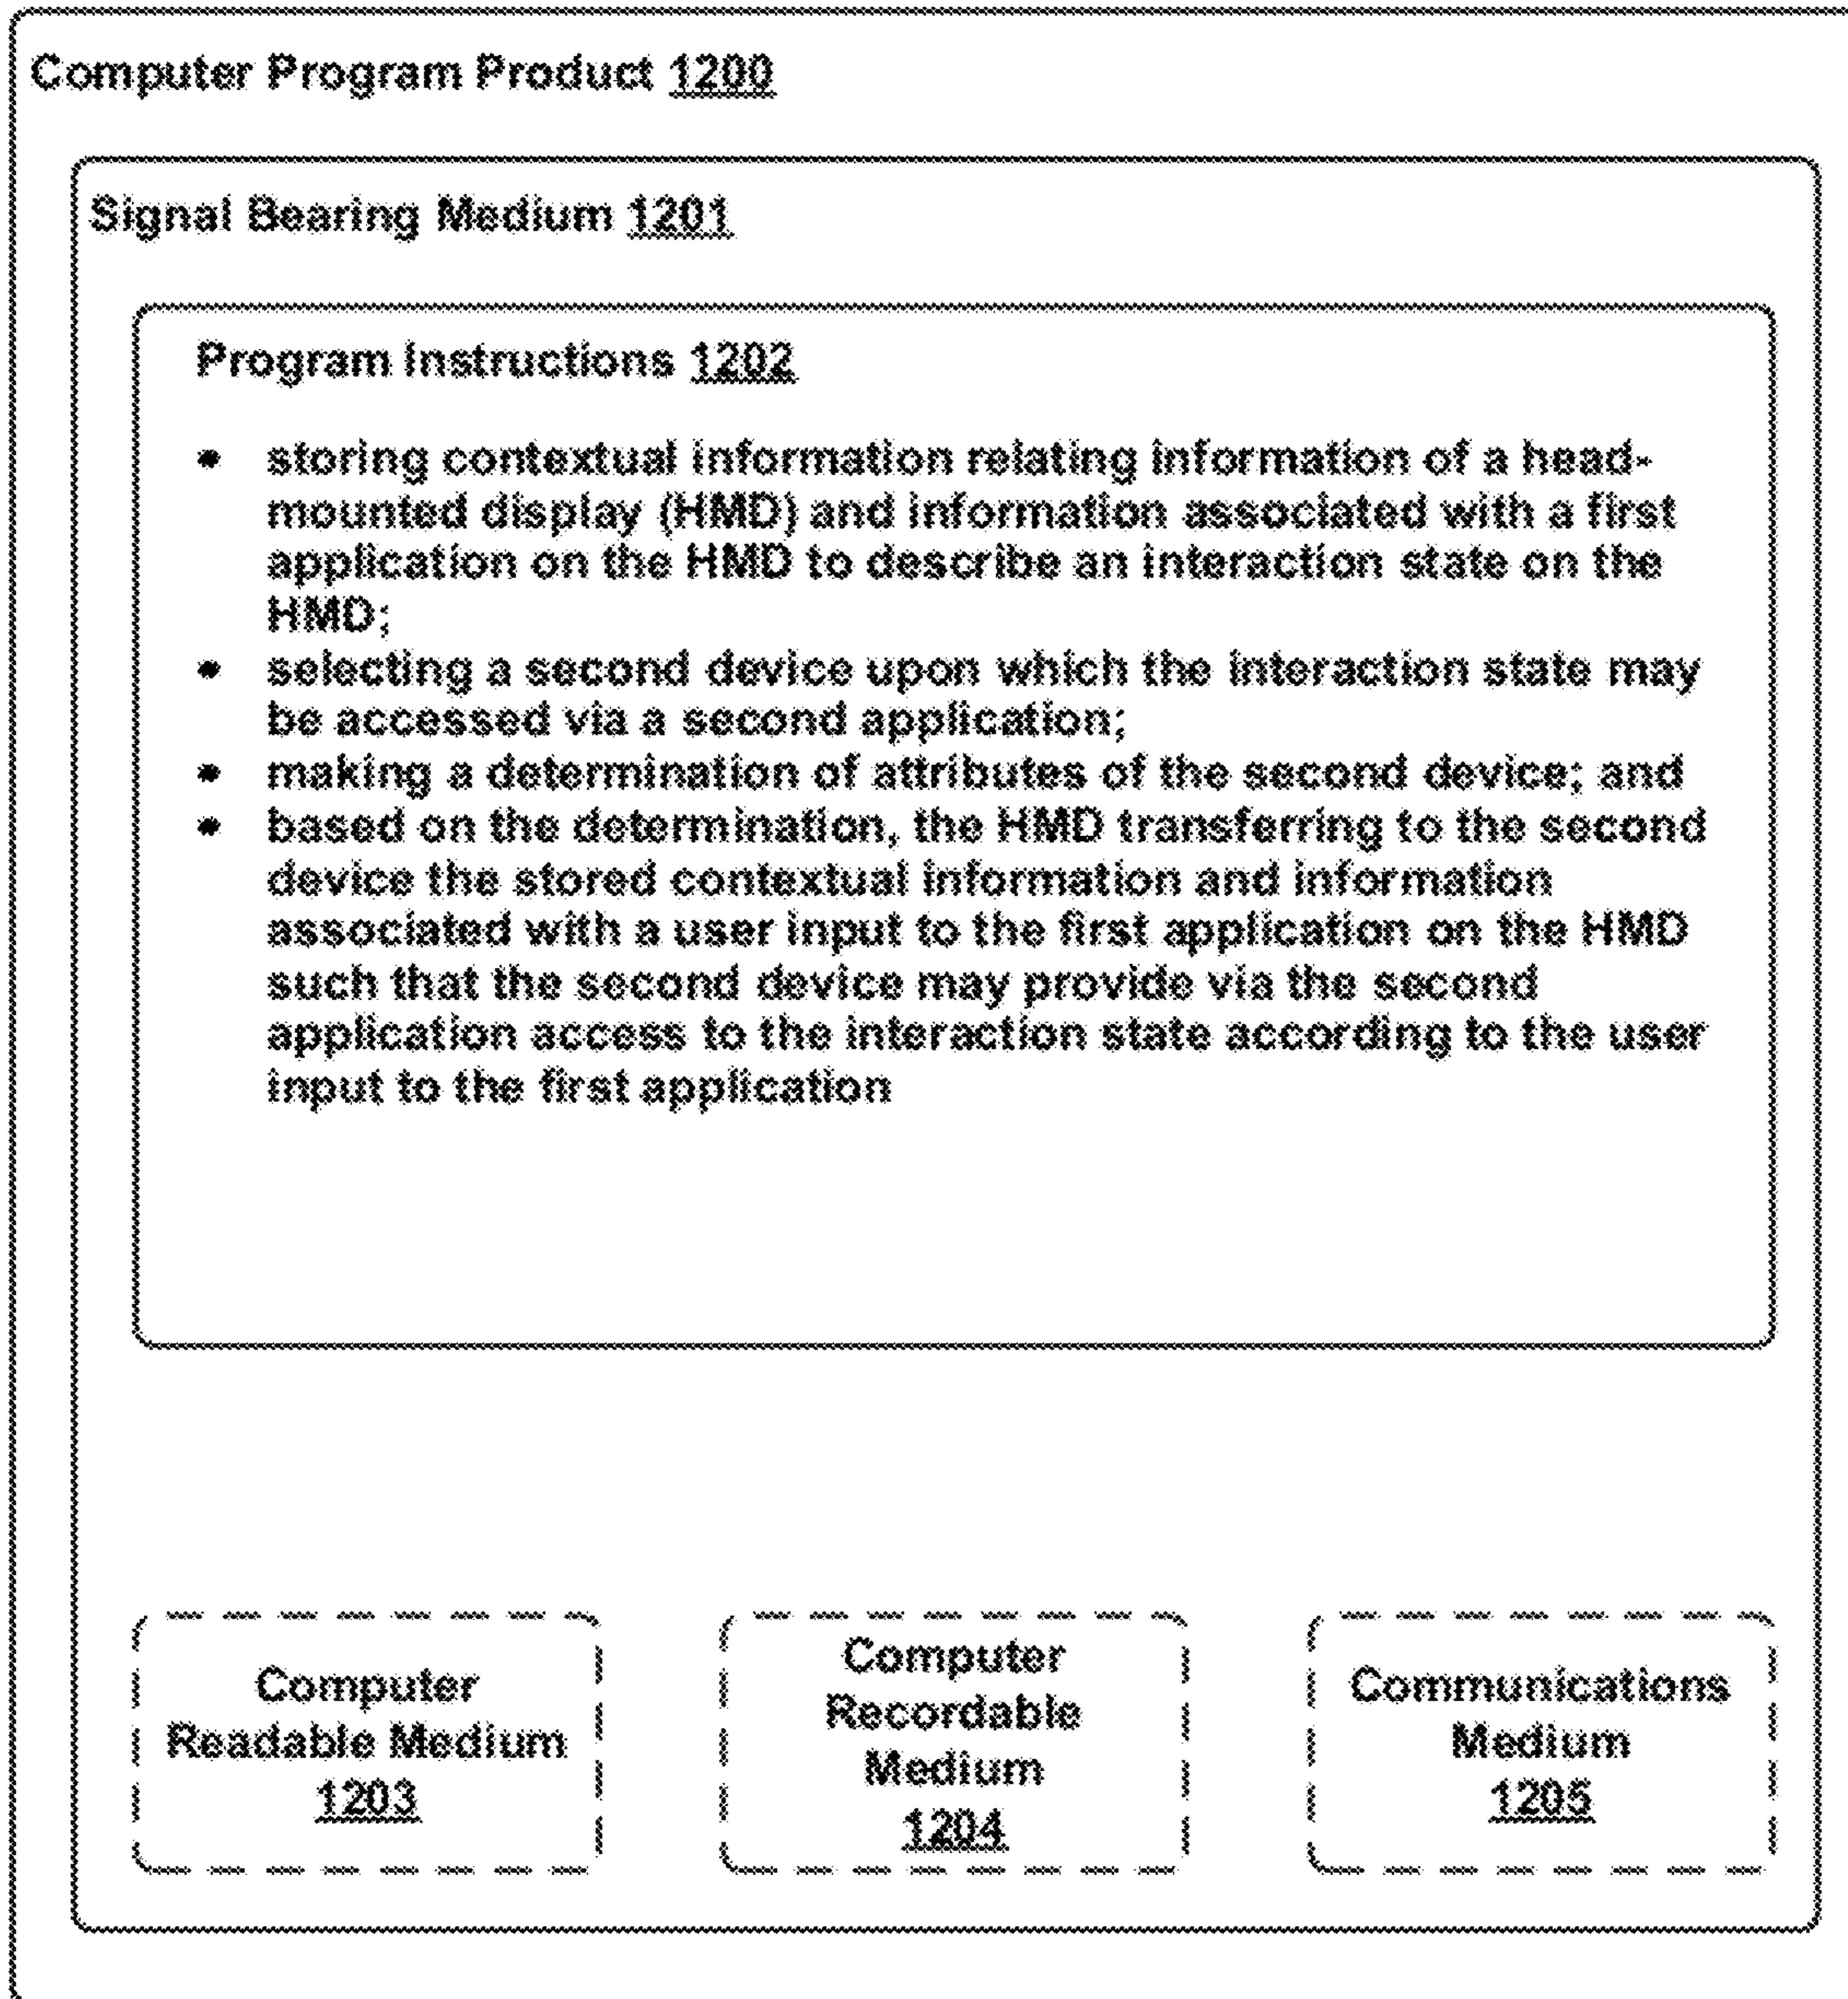 Computer Program Product 1200
Signal Bearing Medium 1201
Program Instructions 1202
• storing contextual information relating information of a head-
mounted display (HMD) and information associated with a first
application on the HMD to describe an interaction state on the
HMD;
• selecting a second device upon which the interaction state may
be accessed via a second application;
• making a determination of attributes of the second device; and
• based on the determination, the HMD transferring to the second
device the stored contextual information and information
associated with a user input to the first application on the HMD
such that the second device may provide via the second
application access to the interaction state according to the user
input to the first application
Computer
Readable Medium
1203
Computer
Recordable
Medium
1204
Communications
Medium
1205